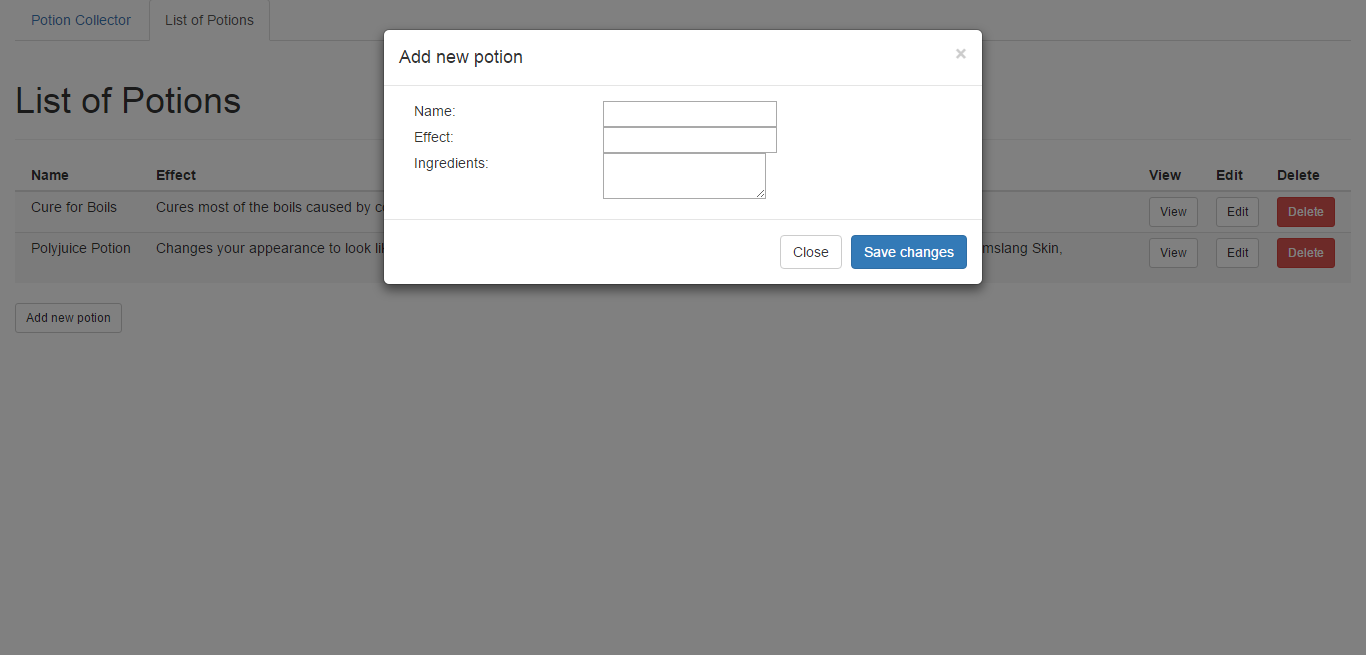 Potion Collector List of Potions
Add new potion ×
List of Potions
Name:
Effect:
Ingredients:
Name Effect View Edit Delete
Cure for Boils Cures most of the boils caused by View Edit Delete
Polyjuice Potion Changes your appearance to look Skin, View Edit Delete
Close Save changes
Add new potion